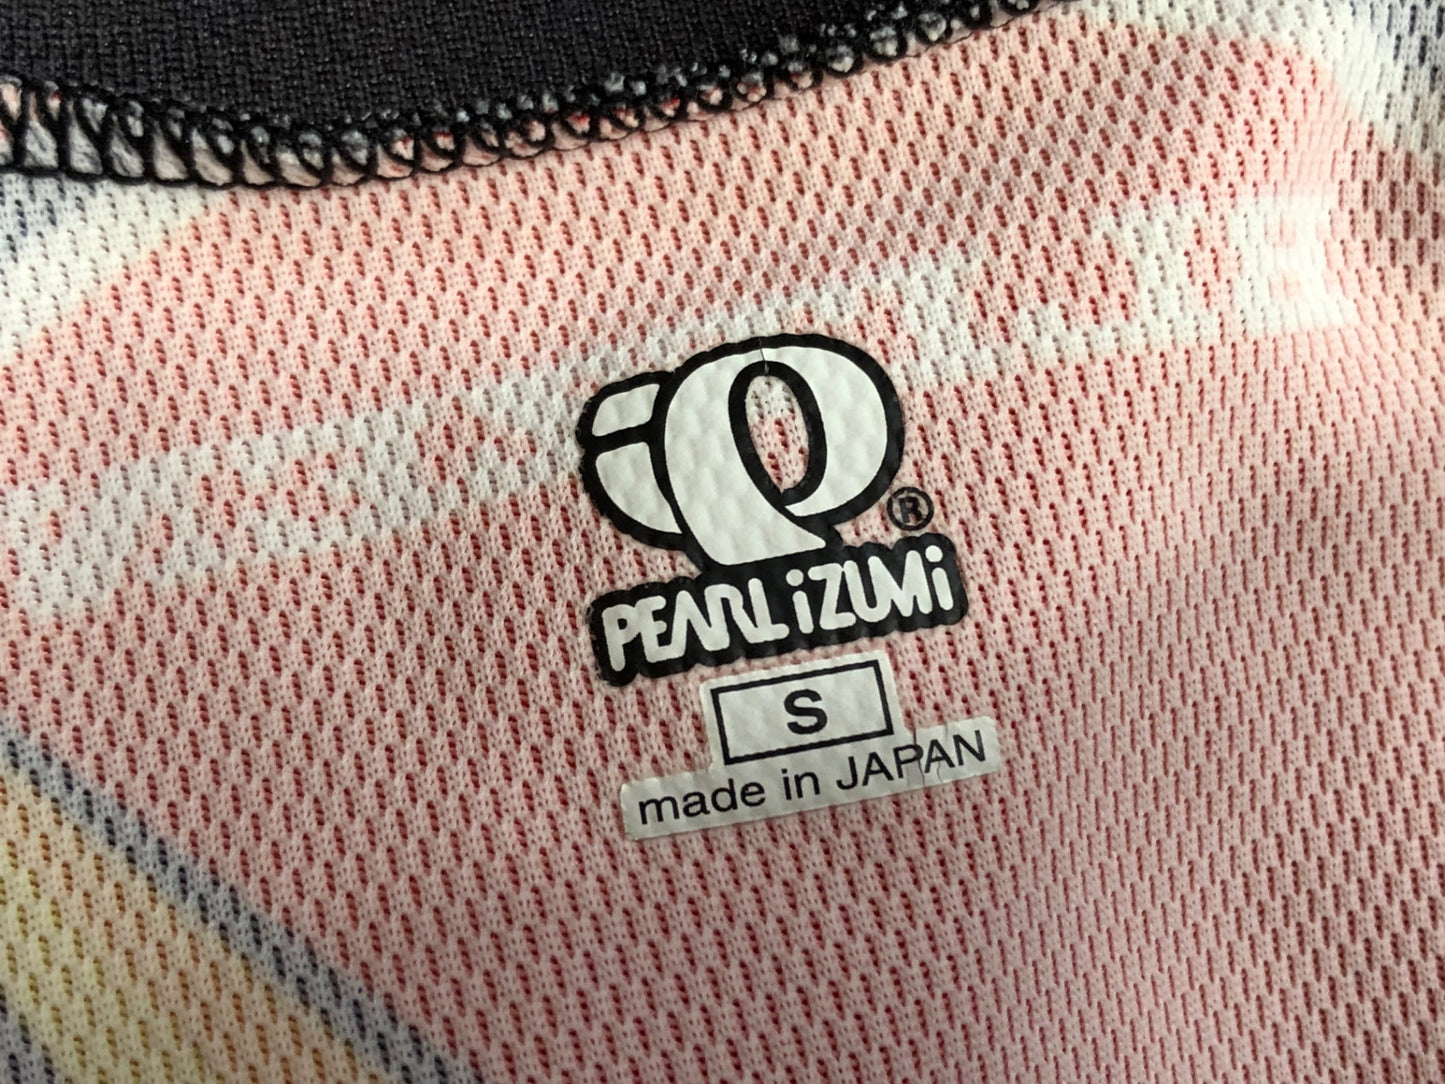 ®
PEARL iZUMi
S
made in JAPAN